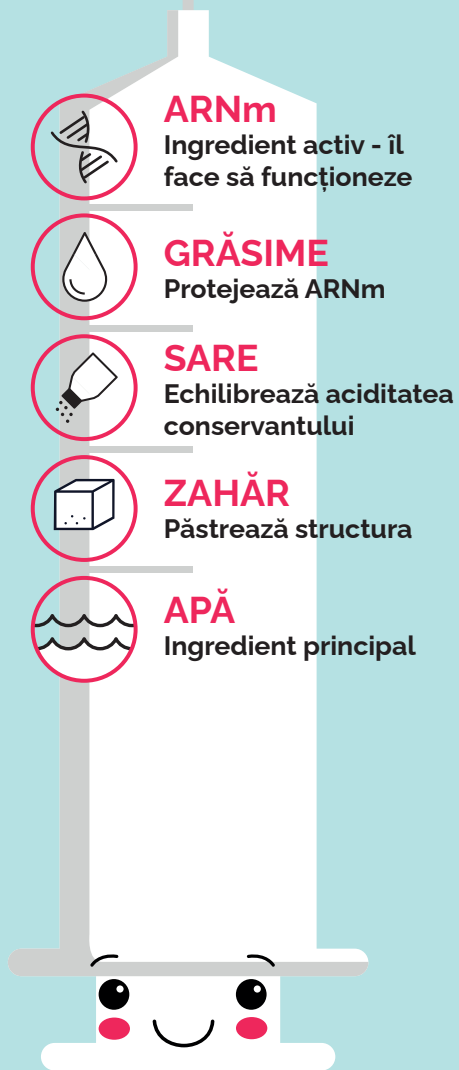 ARNm
Ingredient activ - îl
face să funcționeze
GRĂSIME
Protejează ARNm
SARE
Echilibrează aciditatea
conservantului
ZAHĂR
Păstrează structura
APĂ
Ingredient principal